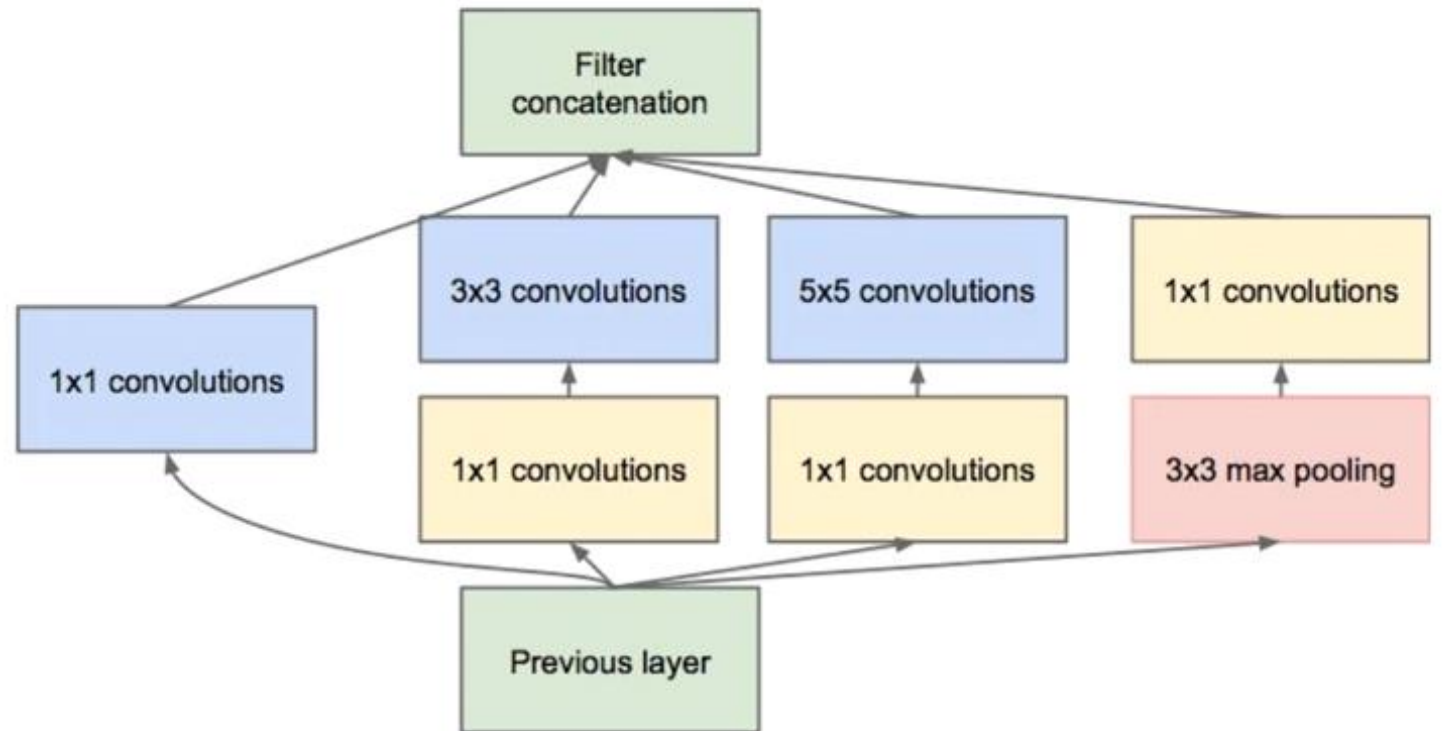 Filter
concatenation
3x3 convolutions
5x5 convolutions
1x1 convolutions
1x1 convolutions
1x1 convolutions
1x1 convolutions
3x3 max pooling
Previous layer